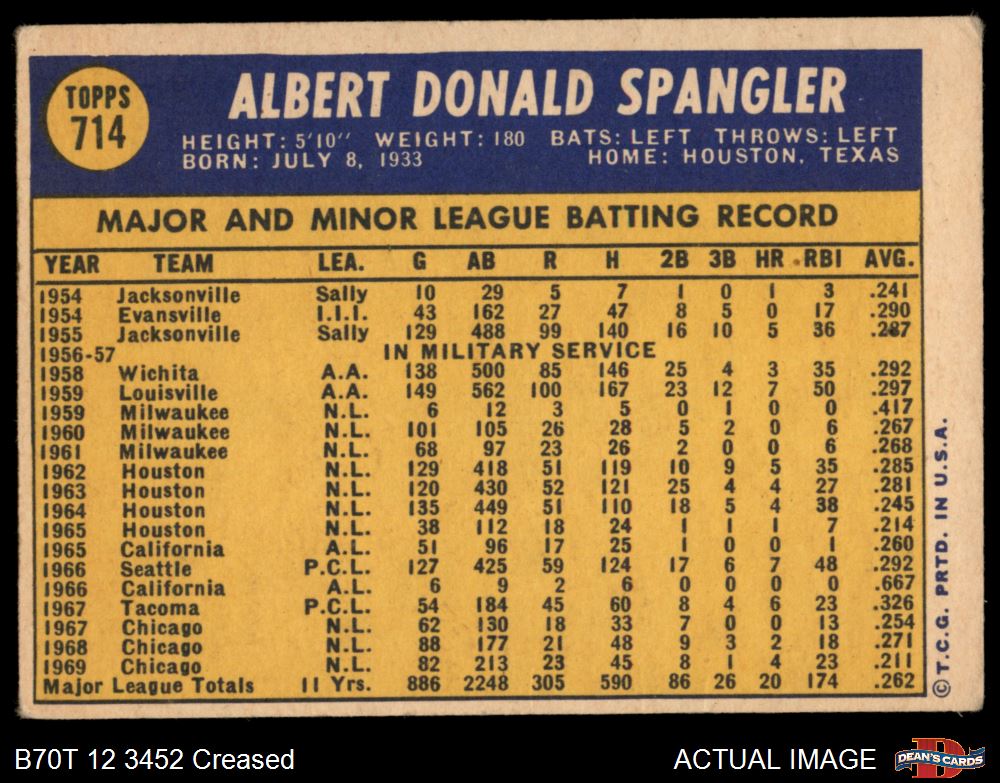 TOPPS
714
ALBERT DONALD SPANGLER
HEIGHT: 5'10" WEIGHT: 180 BATS: LEFT THROWS: LEFT
BORN: JULY 8, 1933 HOME: HOUSTON, TEXAS
MAJOR AND MINOR LEAGUE BATTING RECORD
YEAR TEAM LEA. G AB R H 2B 3B HR RBI AVG.
1954 Jacksonville Sally 10 29 5 7 1 0 1 3 .241
1954 Evansville I.I.I. 43 162 27 47 8 5 0 17 .290
1955 Jacksonville Sally 129 488 99 140 16 10 5 36 .287
1956-57 IN MILITARY SERVICE
1958 Wichita A.A. 138 500 85 146 25 4 3 35 .292
1959 Louisville A.A. 149 562 100 167 23 12 7 50 .297
1959 Milwaukee N.L. 6 12 3 5 0 1 0 0 .417
1960 Milwaukee N.L. 101 105 26 28 5 2 0 6 .267
1961 Milwaukee N.L. 68 97 23 26 2 0 0 6 .268
1962 Houston N.L. 129 418 51 119 10 9 5 35 .285
1963 Houston N.L. 120 430 52 121 25 4 4 27 .281
1964 Houston N.L. 135 449 51 110 18 5 4 38 .245
1965 Houston N.L. 38 112 18 24 1 1 1 7 .214
1965 California A.L. 51 96 17 25 1 0 0 1 .260
1966 Seattle P.C.L. 127 425 59 124 17 6 7 48 .292
1966 California A.L. 6 9 2 6 0 0 0 0 .667
1967 Tacoma P.C.L. 54 184 45 60 8 4 6 23 .326
1967 Chicago N.L. 62 130 18 33 7 0 0 13 .254
1968 Chicago N.L. 88 177 21 48 9 3 2 18 .271
1969 Chicago N.L. 82 213 23 45 8 1 4 23 .211
Major League Totals 11 Yrs. 886 2248 305 590 86 26 20 174 .262
© T.C.G. PRTD. IN U.S.A.
B70T 12 3452 Creased
ACTUAL IMAGE
D
DEAN'S CARDS